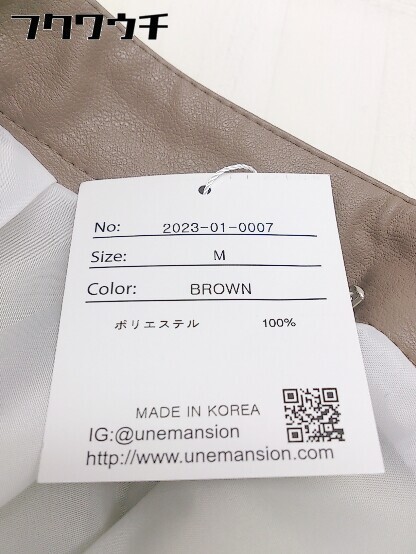 フクワウチ
No: 2023-01-0007
Size: M
Color: BROWN
ポリエステル 100%
MADE IN KOREA
IG:@unemansion
http://www.unemansion.com